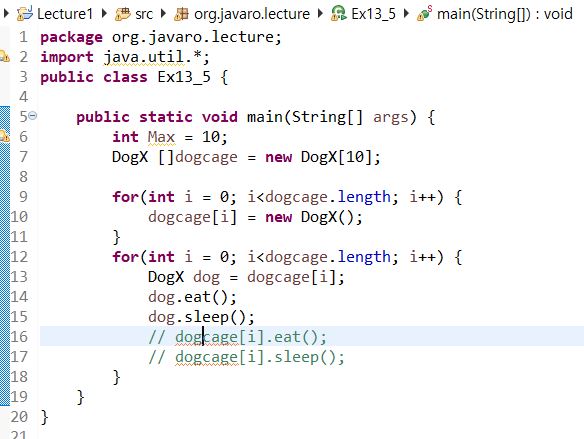 Lecture1 src org.javaro.lecture Ex13_5 main(String[]) : void
1 package org.javaro.lecture;
2 import java.util.*;
3 public class Ex13_5 {
4
5 public static void main(String[] args) {
6 int Max = 10;
7 DogX []dogcage = new DogX[10];
8
9 for(int i = 0; i<dogcage.length; i++) {
10 dogcage[i] = new DogX();
11 }
12 for(int i = 0; i<dogcage.length; i++) {
13 DogX dog = dogcage[i];
14 dog.eat();
15 dog.sleep();
16 // dogcage[i].eat();
17 // dogcage[i].sleep();
18 }
19 }
20 }
21